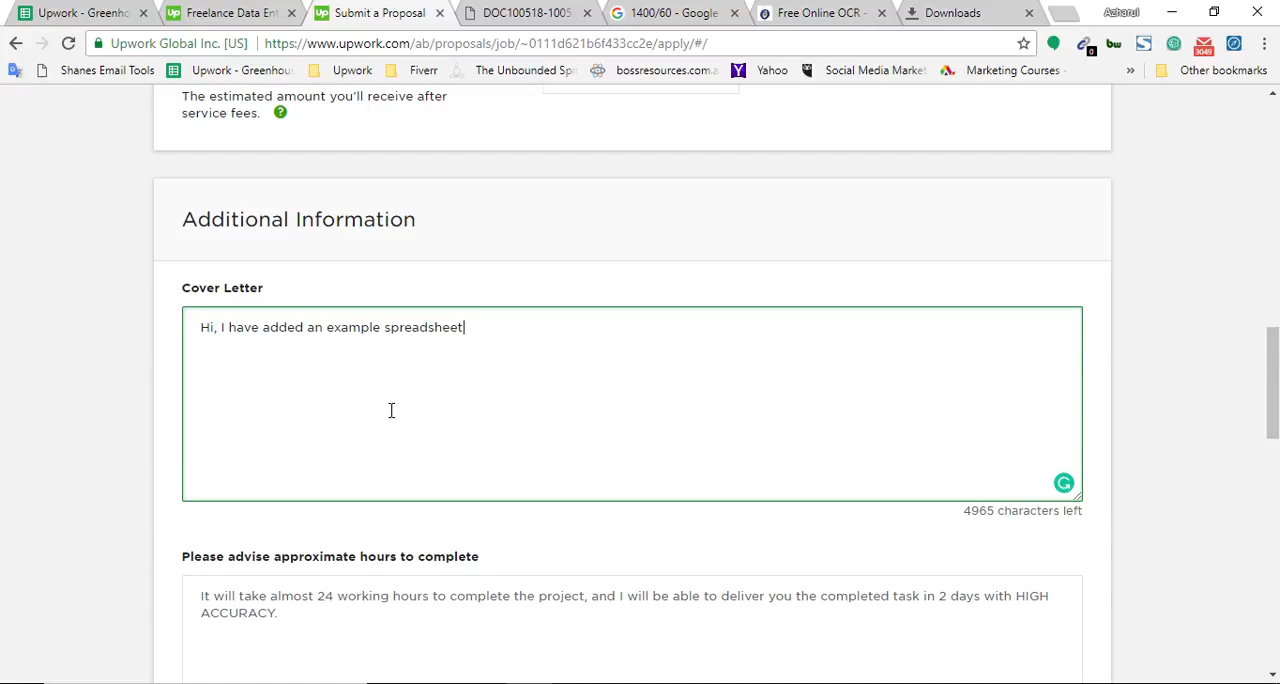 Upwork - Greenho
Freelance Data Ent
Submit a Proposal
DOC100518-1005
1400/60 - Google
Free Online OCR -
Downloads
Azharul
Upwork Global Inc. [US]
https://www.upwork.com/ab/proposals/job/~0111d621b6f433cc2e/apply/#/
0
bw
3049
Shanes Email Tools
Upwork - Greenhou
Upwork
Fiverr
The Unbounded Spi
bossresources.com.a
Yahoo
Social Media Market
Marketing Courses -
»
Other bookmarks
The estimated amount you'll receive after
service fees.
Additional Information
Cover Letter
Hi, I have added an example spreadsheet
4965 characters left
Please advise approximate hours to complete
It will take almost 24 working hours to complete the project, and I will be able to deliver you the completed task in 2 days with HIGH
ACCURACY.